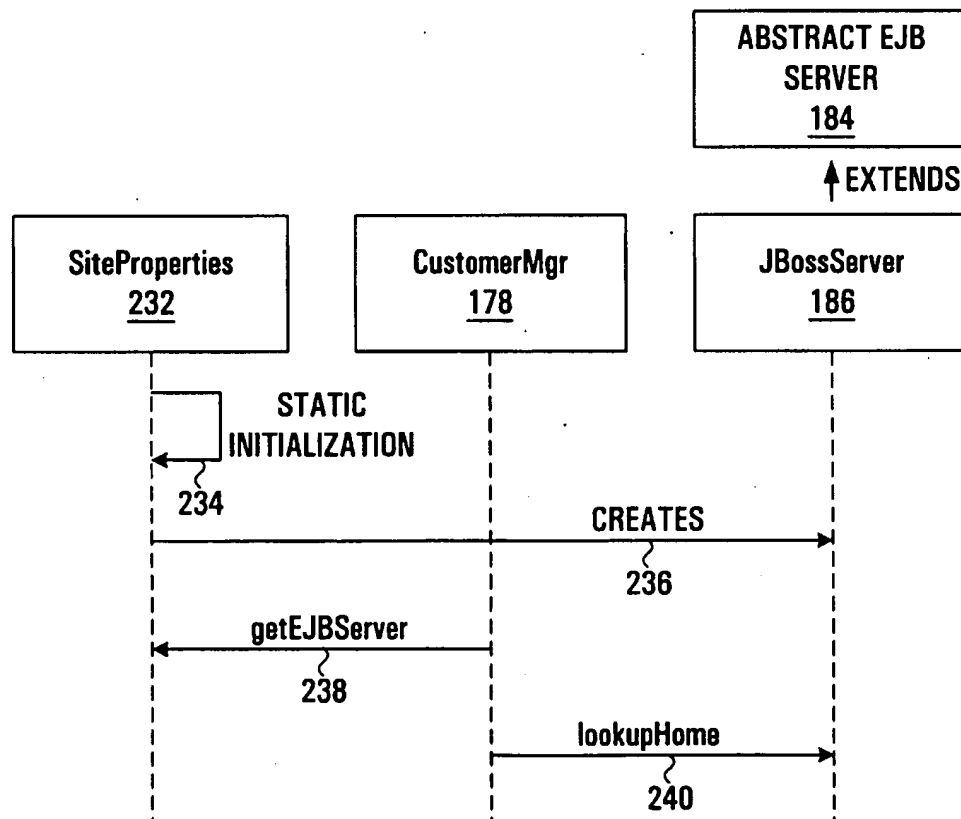 ABSTRACT EJB
SERVER
184
EXTENDS
SiteProperties
232
CustomerMgr
178
JBossServer
186
STATIC
INITIALIZATION
234
CREATES
236
getEJBServer
238
lookupHome
240